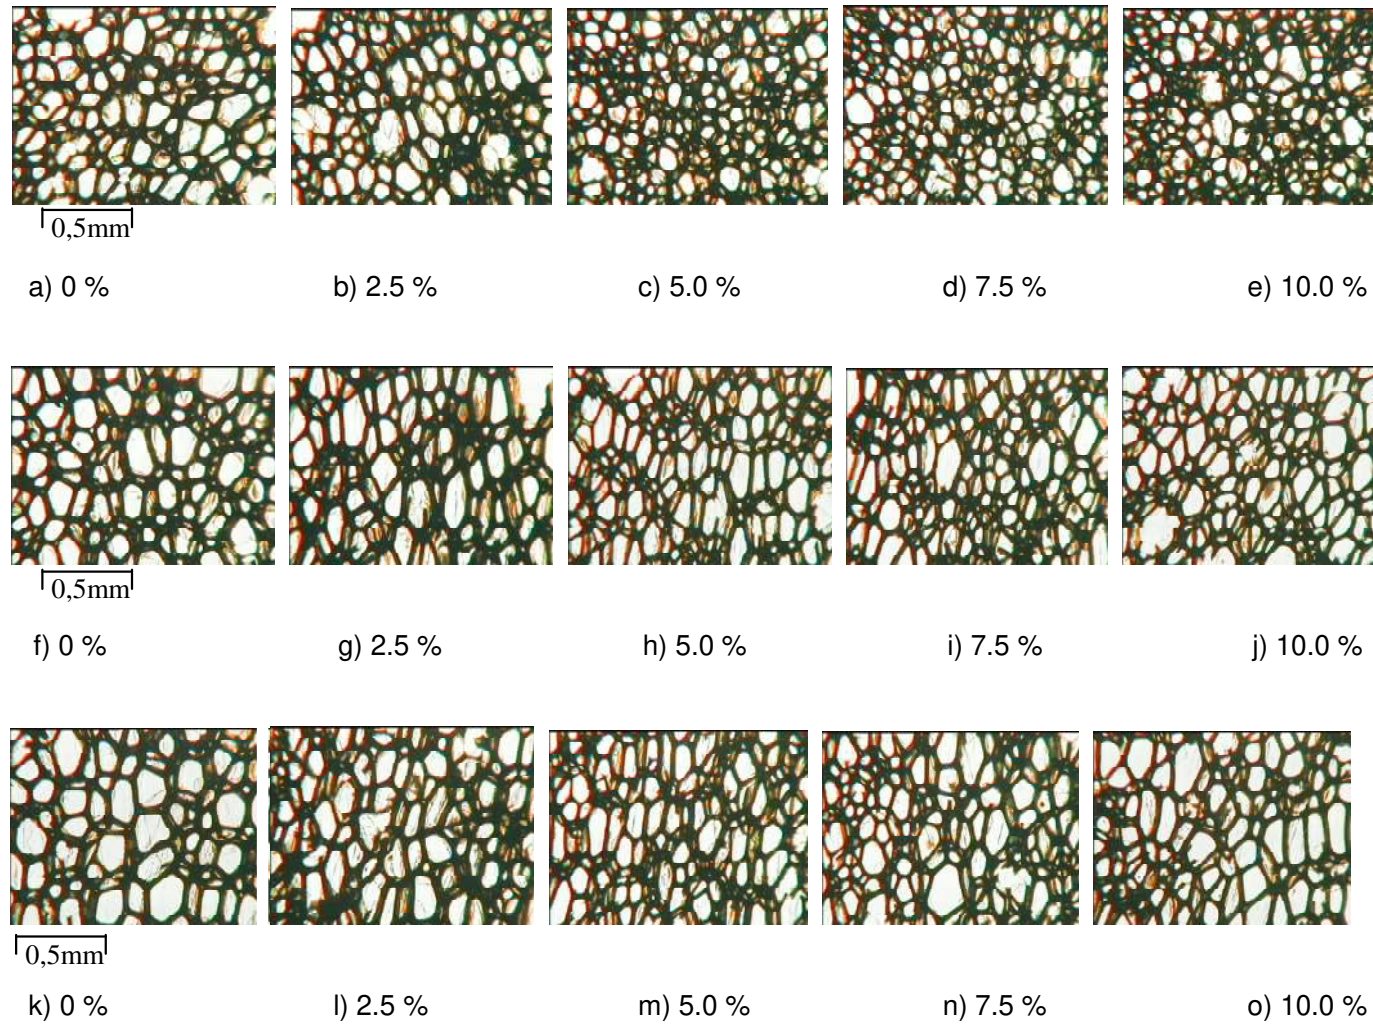 0,5mm
a) 0 %
b) 2.5 %
c) 5.0 %
d) 7.5 %
e) 10.0 %
0,5mm
f) 0 %
g) 2.5 %
h) 5.0 %
i) 7.5 %
j) 10.0 %
0,5mm
k) 0 %
l) 2.5 %
m) 5.0 %
n) 7.5 %
o) 10.0 %